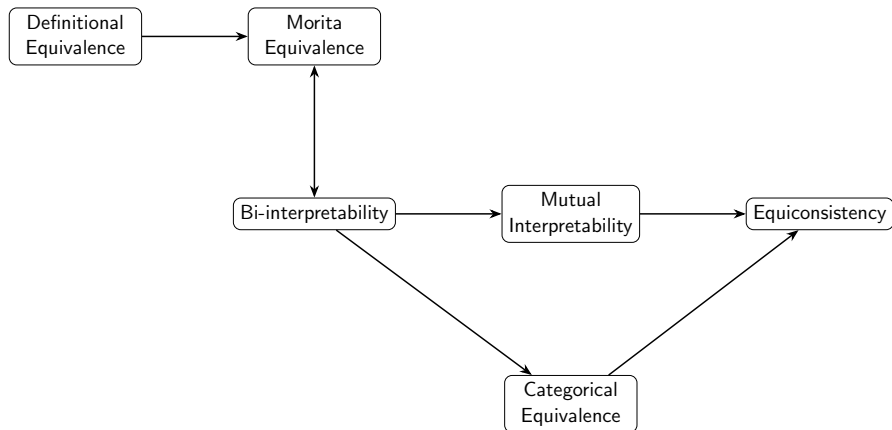 Definitional
Equivalence
Morita
Equivalence
Bi-interpretability
Mutual
Interpretability
Equiconsistency
Categorical
Equivalence